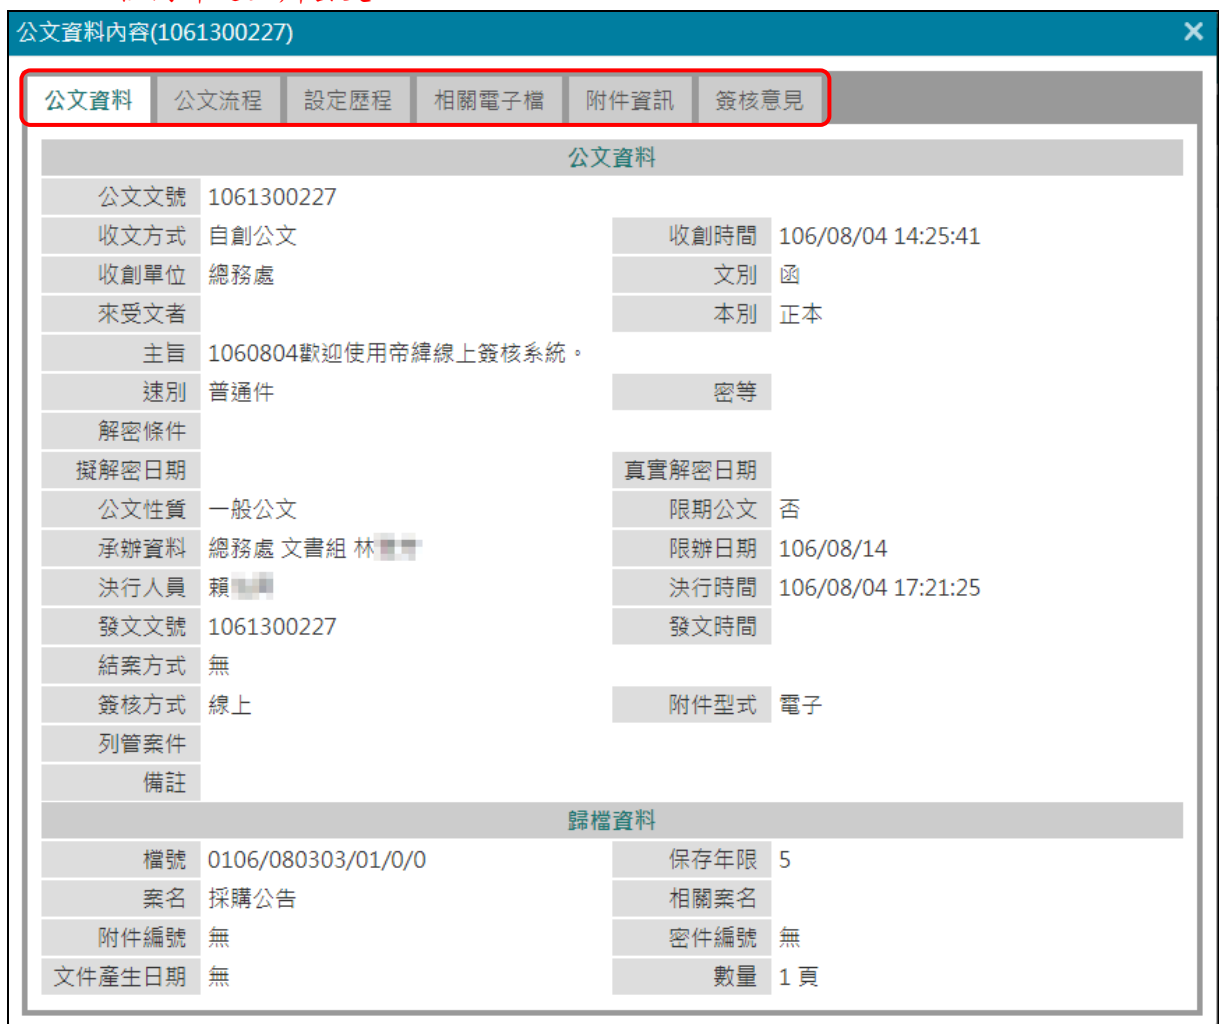 公文資料內容(1061300227)
公文資料 公文流程 設定歷程 相關電子檔 附件資訊 簽核意見
公文資料
公文文號 1061300227
收文方式 自創公文 收創時間 106/08/04 14:25:41
收創單位 總務處 文別 函
來受文者 本別 正本
主旨 1060804歡迎使用帝緯線上簽核系統。
速別 普通件 密等
解密條件
擬解密日期 真實解密日期
公文性質 一般公文 限期公文 否
承辦資料 總務處 文書組 林 限辦日期 106/08/14
決行人員 賴 決行時間 106/08/04 17:21:25
發文文號 1061300227 發文時間
結案方式 無
簽核方式 線上 附件型式 電子
列管案件
備註
歸檔資料
檔號 0106/080303/01/0/0 保存年限 5
案名 採購公告 相關案名
附件編號 無 密件編號 無
文件產生日期 無 數量 1 頁